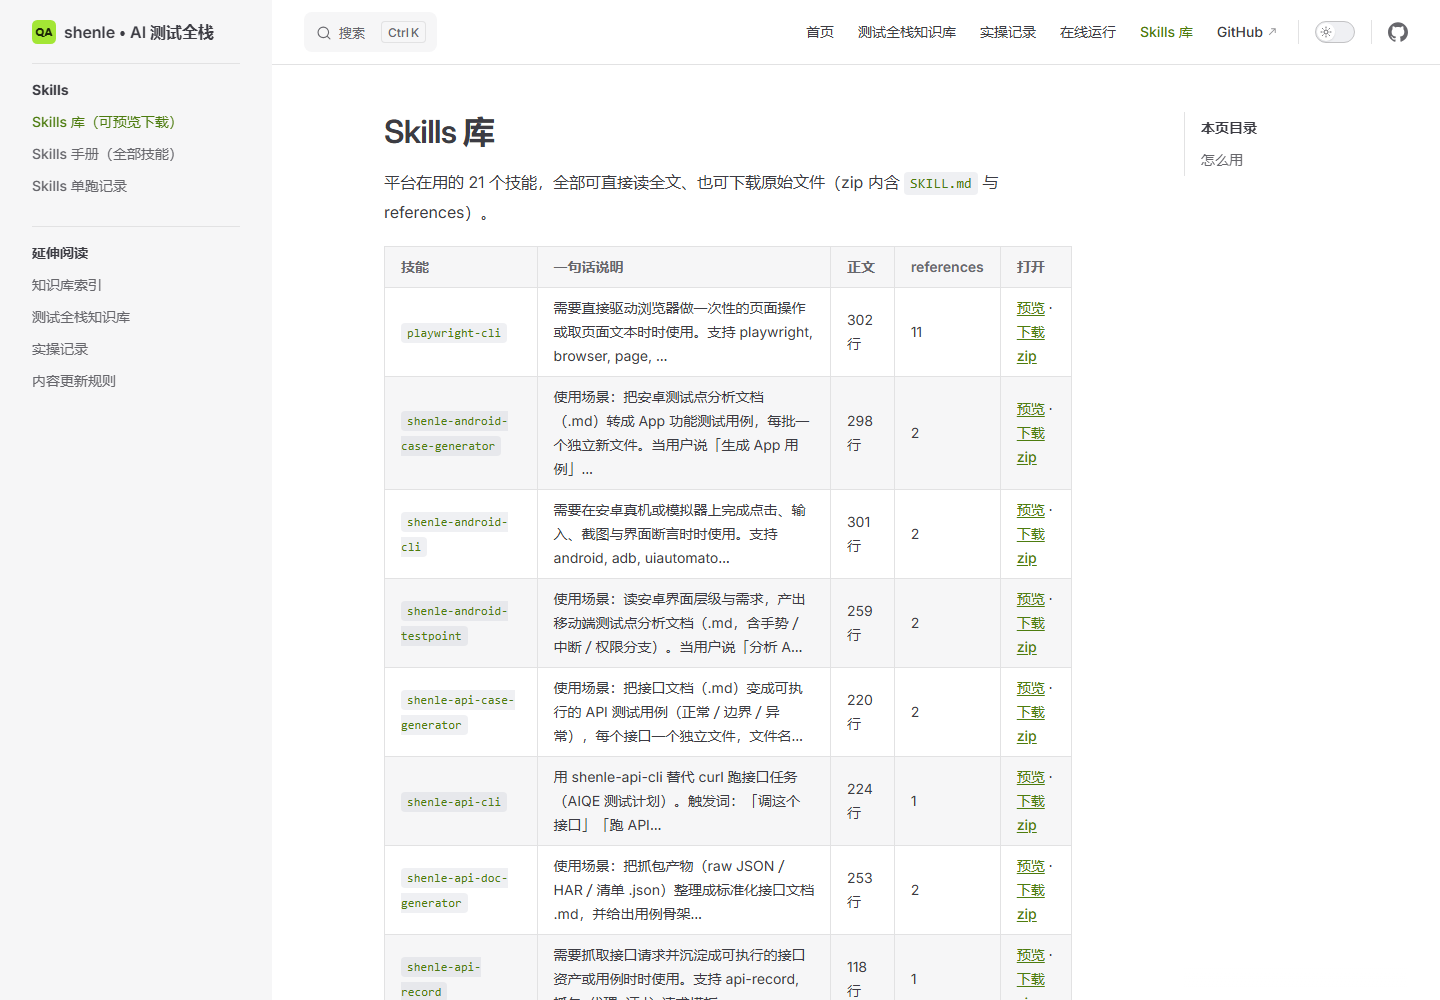 QA shenle • AI 测试全栈
搜索 Ctrl K
首页 测试全栈知识库 实操记录 在线运行 Skills 库 GitHub
Skills
Skills 库（可预览下载）
Skills 手册（全部技能）
Skills 单跑记录
延伸阅读
知识库索引
测试全栈知识库
实操记录
内容更新规则
Skills 库
平台在用的 21 个技能，全部可直接读全文、也可下载原始文件（zip 内含 SKILL.md 与
references）。
本页目录
怎么用
技能 一句话说明 正文 references 打开
playwright-cli
需要直接驱动浏览器做一次性的页面操作
或取页面文本时时使用。支持 playwright,
browser, page, ...
302
行
11
预览 ·
下载
zip
shenle-android-
case-generator
使用场景：把安卓测试点分析文档
（.md）转成 App 功能测试用例，每批一
个独立新文件。当用户说「生成 App 用
例」...
298
行
2
预览 ·
下载
zip
shenle-android-
cli
需要在安卓真机或模拟器上完成点击、输
入、截图与界面断言时时使用。支持
android, adb, uiautomato...
301
行
2
预览 ·
下载
zip
shenle-android-
testpoint
使用场景：读安卓界面层级与需求，产出
移动端测试点分析文档（.md，含手势 /
中断 / 权限分支）。当用户说「分析 A...
259
行
2
预览 ·
下载
zip
shenle-api-case-
generator
使用场景：把接口文档（.md）变成可执
行的 API 测试用例（正常 / 边界 / 异
常），每个接口一个独立文件，文件名...
220
行
2
预览 ·
下载
zip
shenle-api-cli
用 shenle-api-cli 替代 curl 跑接口任务
（AIQE 测试计划）。触发词：「调这个
接口」「跑 API...
224
行
1
预览 ·
下载
zip
shenle-api-doc-
generator
使用场景：把抓包产物（raw JSON /
HAR / 清单 .json）整理成标准化接口文档
.md，并给出用例骨架...
253
行
2
预览 ·
下载
zip
shenle-api-
record
需要抓取接口请求并沉淀成可执行的接口
资产或用例时时使用。支持 api-record,
118
行
1
预览 ·
下载